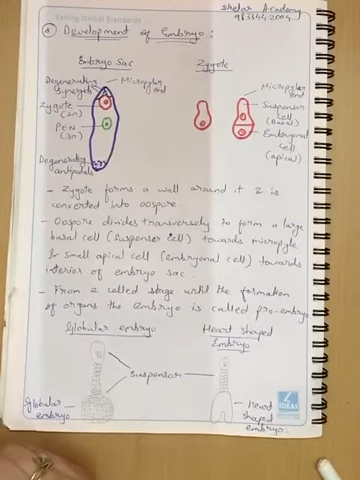 Setting Global Standards
Shelar Academy
9833442004
@ Development of Embryo :
Embryo Sac
Zygote
Degenerating Synergids
Micropylar end
Zygote (2n)
PEN (3n)
Degenerating antipodals
Micropylar end
Suspensor cell (Basal)
Embryonal cell (apical)
- Zygote forms a wall around it & is
converted into oospore.
- Oospore divides transversely to form a large
basal cell (suspensor cell) towards micropyle
& small apical cell (embryonal cell) towards
interior of embryo sac.
- From 2 celled stage until the formation
of organs the embryo is called pro-embryo
Globular embryo
Heart shaped Embryo
Suspensor
Globular embryo
Heart shaped embryo.
IDEAL